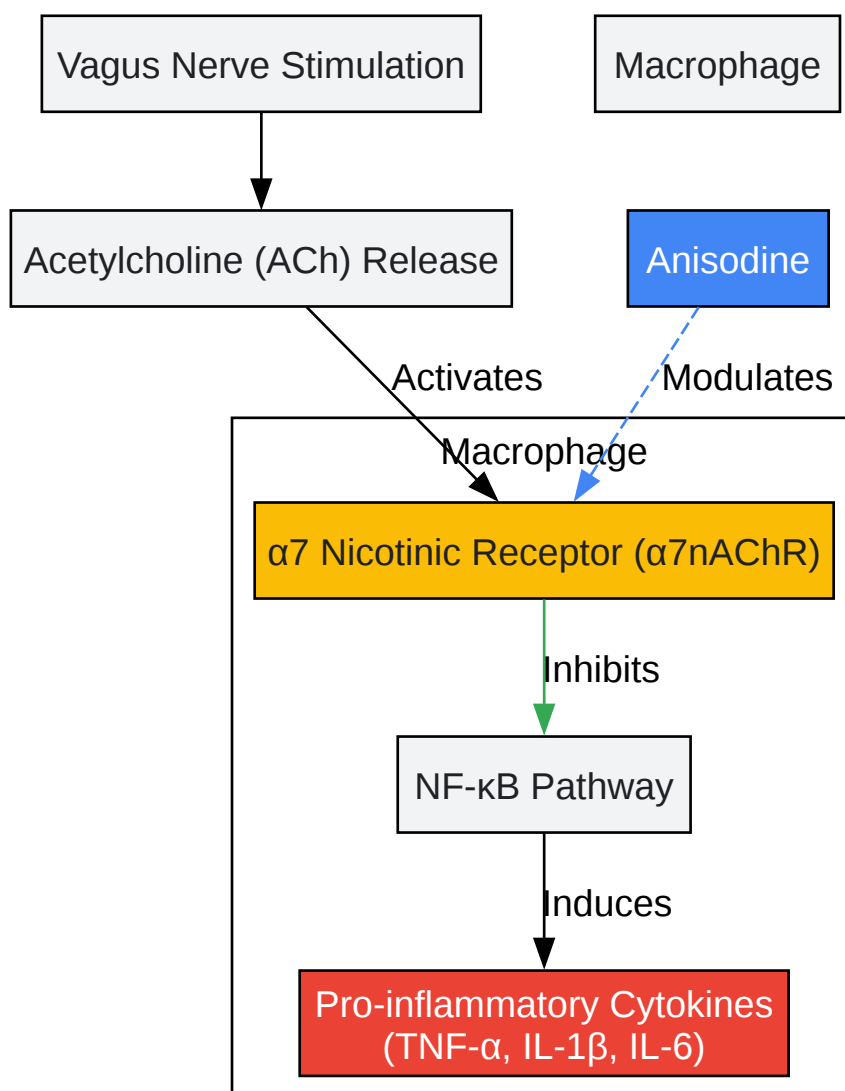 Vagus Nerve Stimulation
Macrophage
Acetylcholine (ACh) Release
Anisodine
Activates
Modulates
Macrophage
α7 Nicotinic Receptor (α7nAChR)
Inhibits
NF-κB Pathway
Induces
Pro-inflammatory Cytokines
(TNF-α, IL-1β, IL-6)